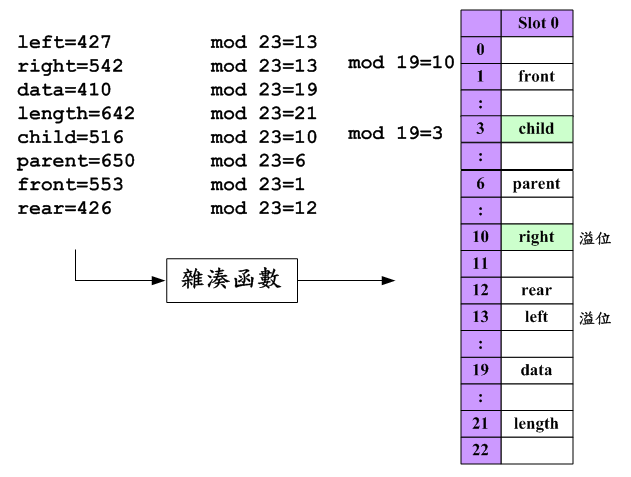 left=427 mod 23=13
right=542 mod 23=13 mod 19=10
data=410 mod 23=19
length=642 mod 23=21
child=516 mod 23=10 mod 19=3
parent=650 mod 23=6
front=553 mod 23=1
rear=426 mod 23=12
雜湊函數
Slot 0
0
1 front
:
3 child
:
6 parent
:
10 right 溢位
11
12 rear
13 left 溢位
:
19 data
:
21 length
22